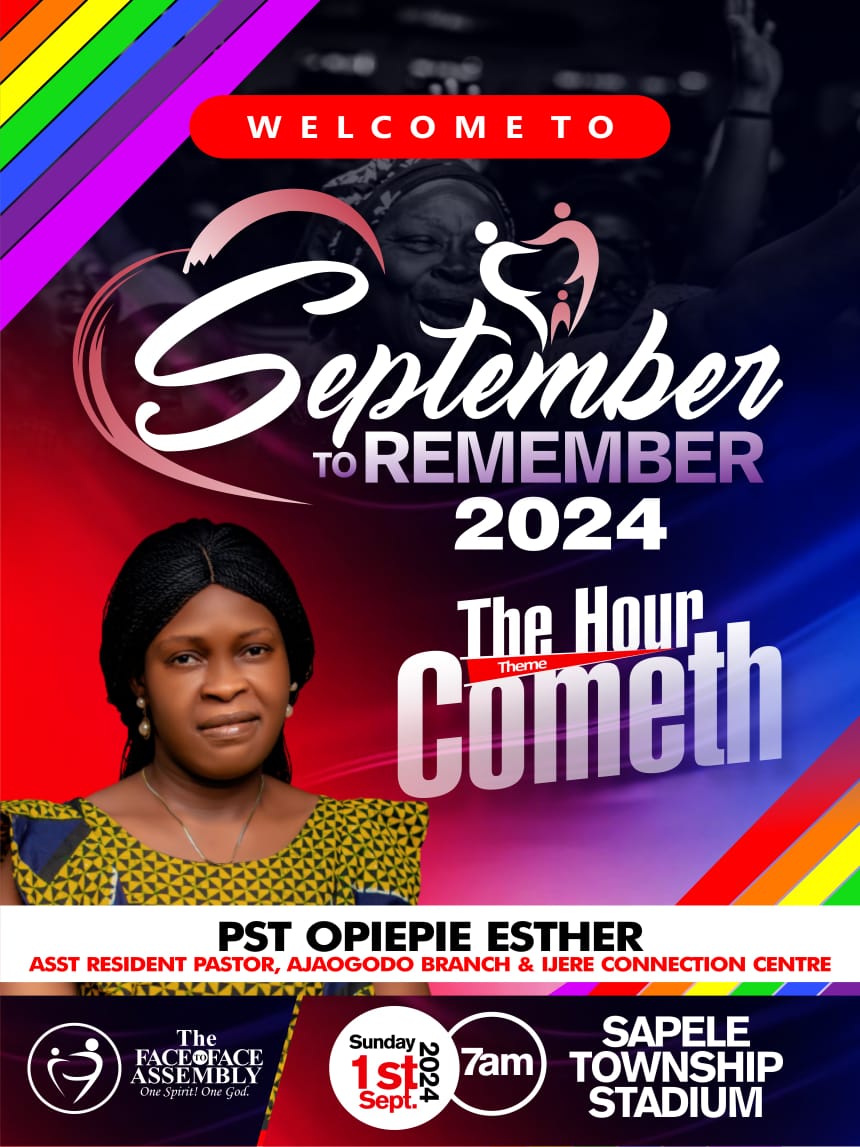 WELCOME TO
September
TO REMEMBER
2024
The Hour
Theme
Cometh
PST OPIEPIE ESTHER
ASST RESIDENT PASTOR, AJAOGODO BRANCH & IJERE CONNECTION CENTRE
The
FACE TO FACE
ASSEMBLY
One Spirit! One God.
Sunday
1st
Sept.
2024
7am
SAPELE
TOWNSHIP
STADIUM